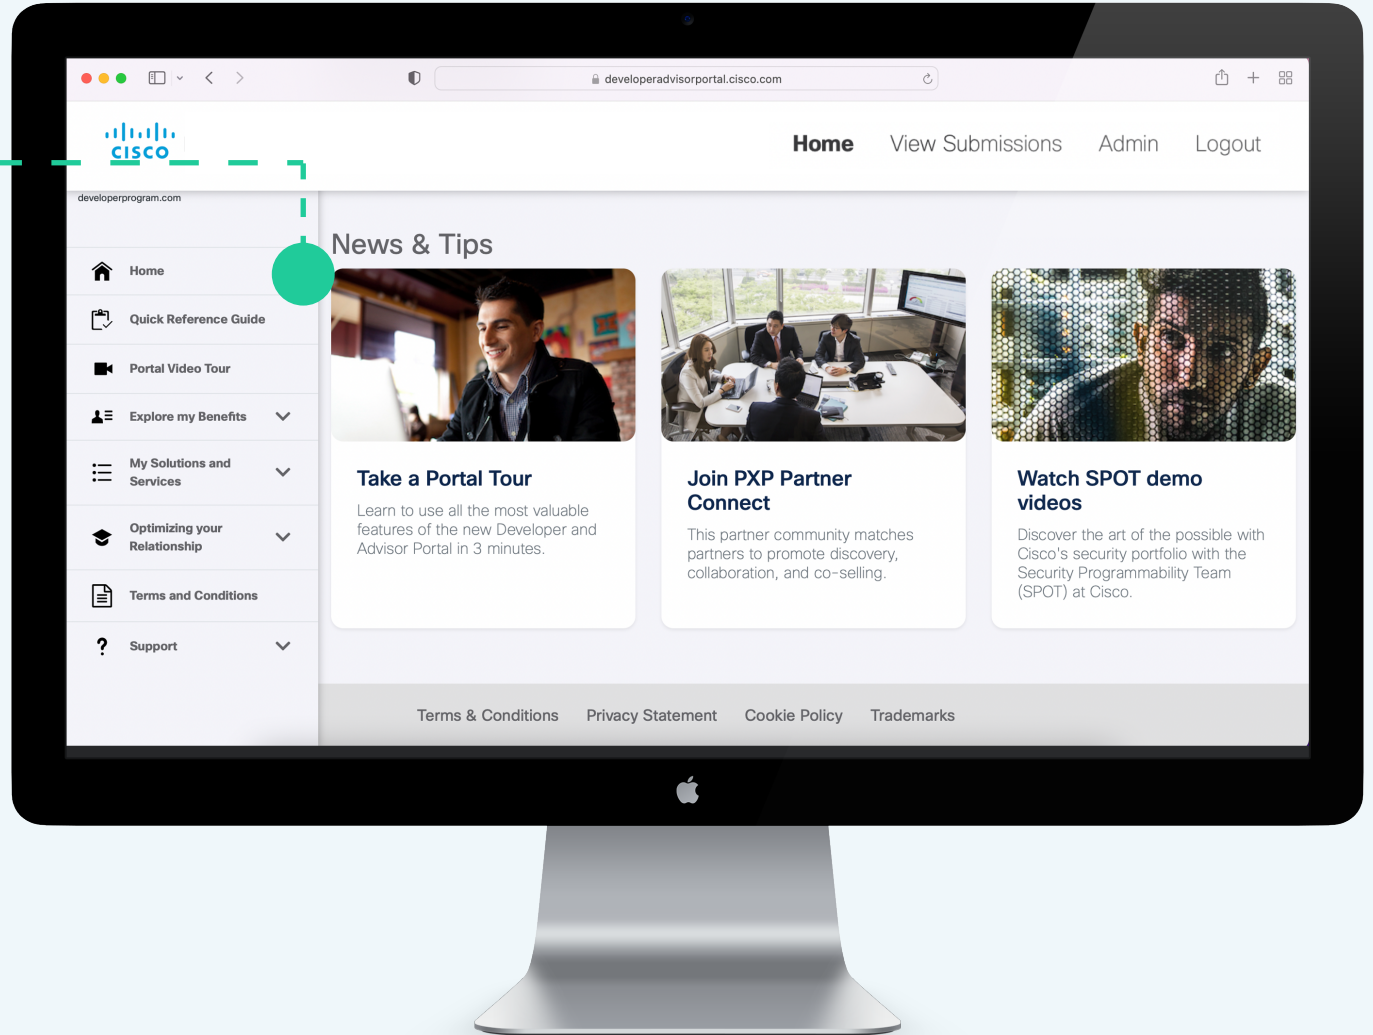 developeradvisorportal.cisco.com
CISCO
Home
View Submissions
Admin
Logout
developerprogram.com
Home
Quick Reference Guide
Portal Video Tour
Explore my Benefits
My Solutions and
Services
Optimizing your
Relationship
Terms and Conditions
Support
News & Tips
Take a Portal Tour
Learn to use all the most valuable
features of the new Developer and
Advisor Portal in 3 minutes.
Join PXP Partner
Connect
This partner community matches
partners to promote discovery,
collaboration, and co-selling.
Watch SPOT demo
videos
Discover the art of the possible with
Cisco's security portfolio with the
Security Programmability Team
(SPOT) at Cisco.
Terms & Conditions
Privacy Statement
Cookie Policy
Trademarks